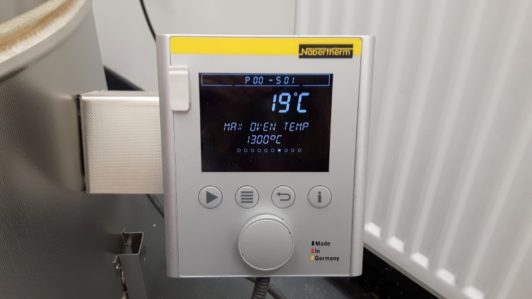 Nabertherm
P00-S01
19°C
MAX OVEN TEMP
1300°C
Made
in
Germany